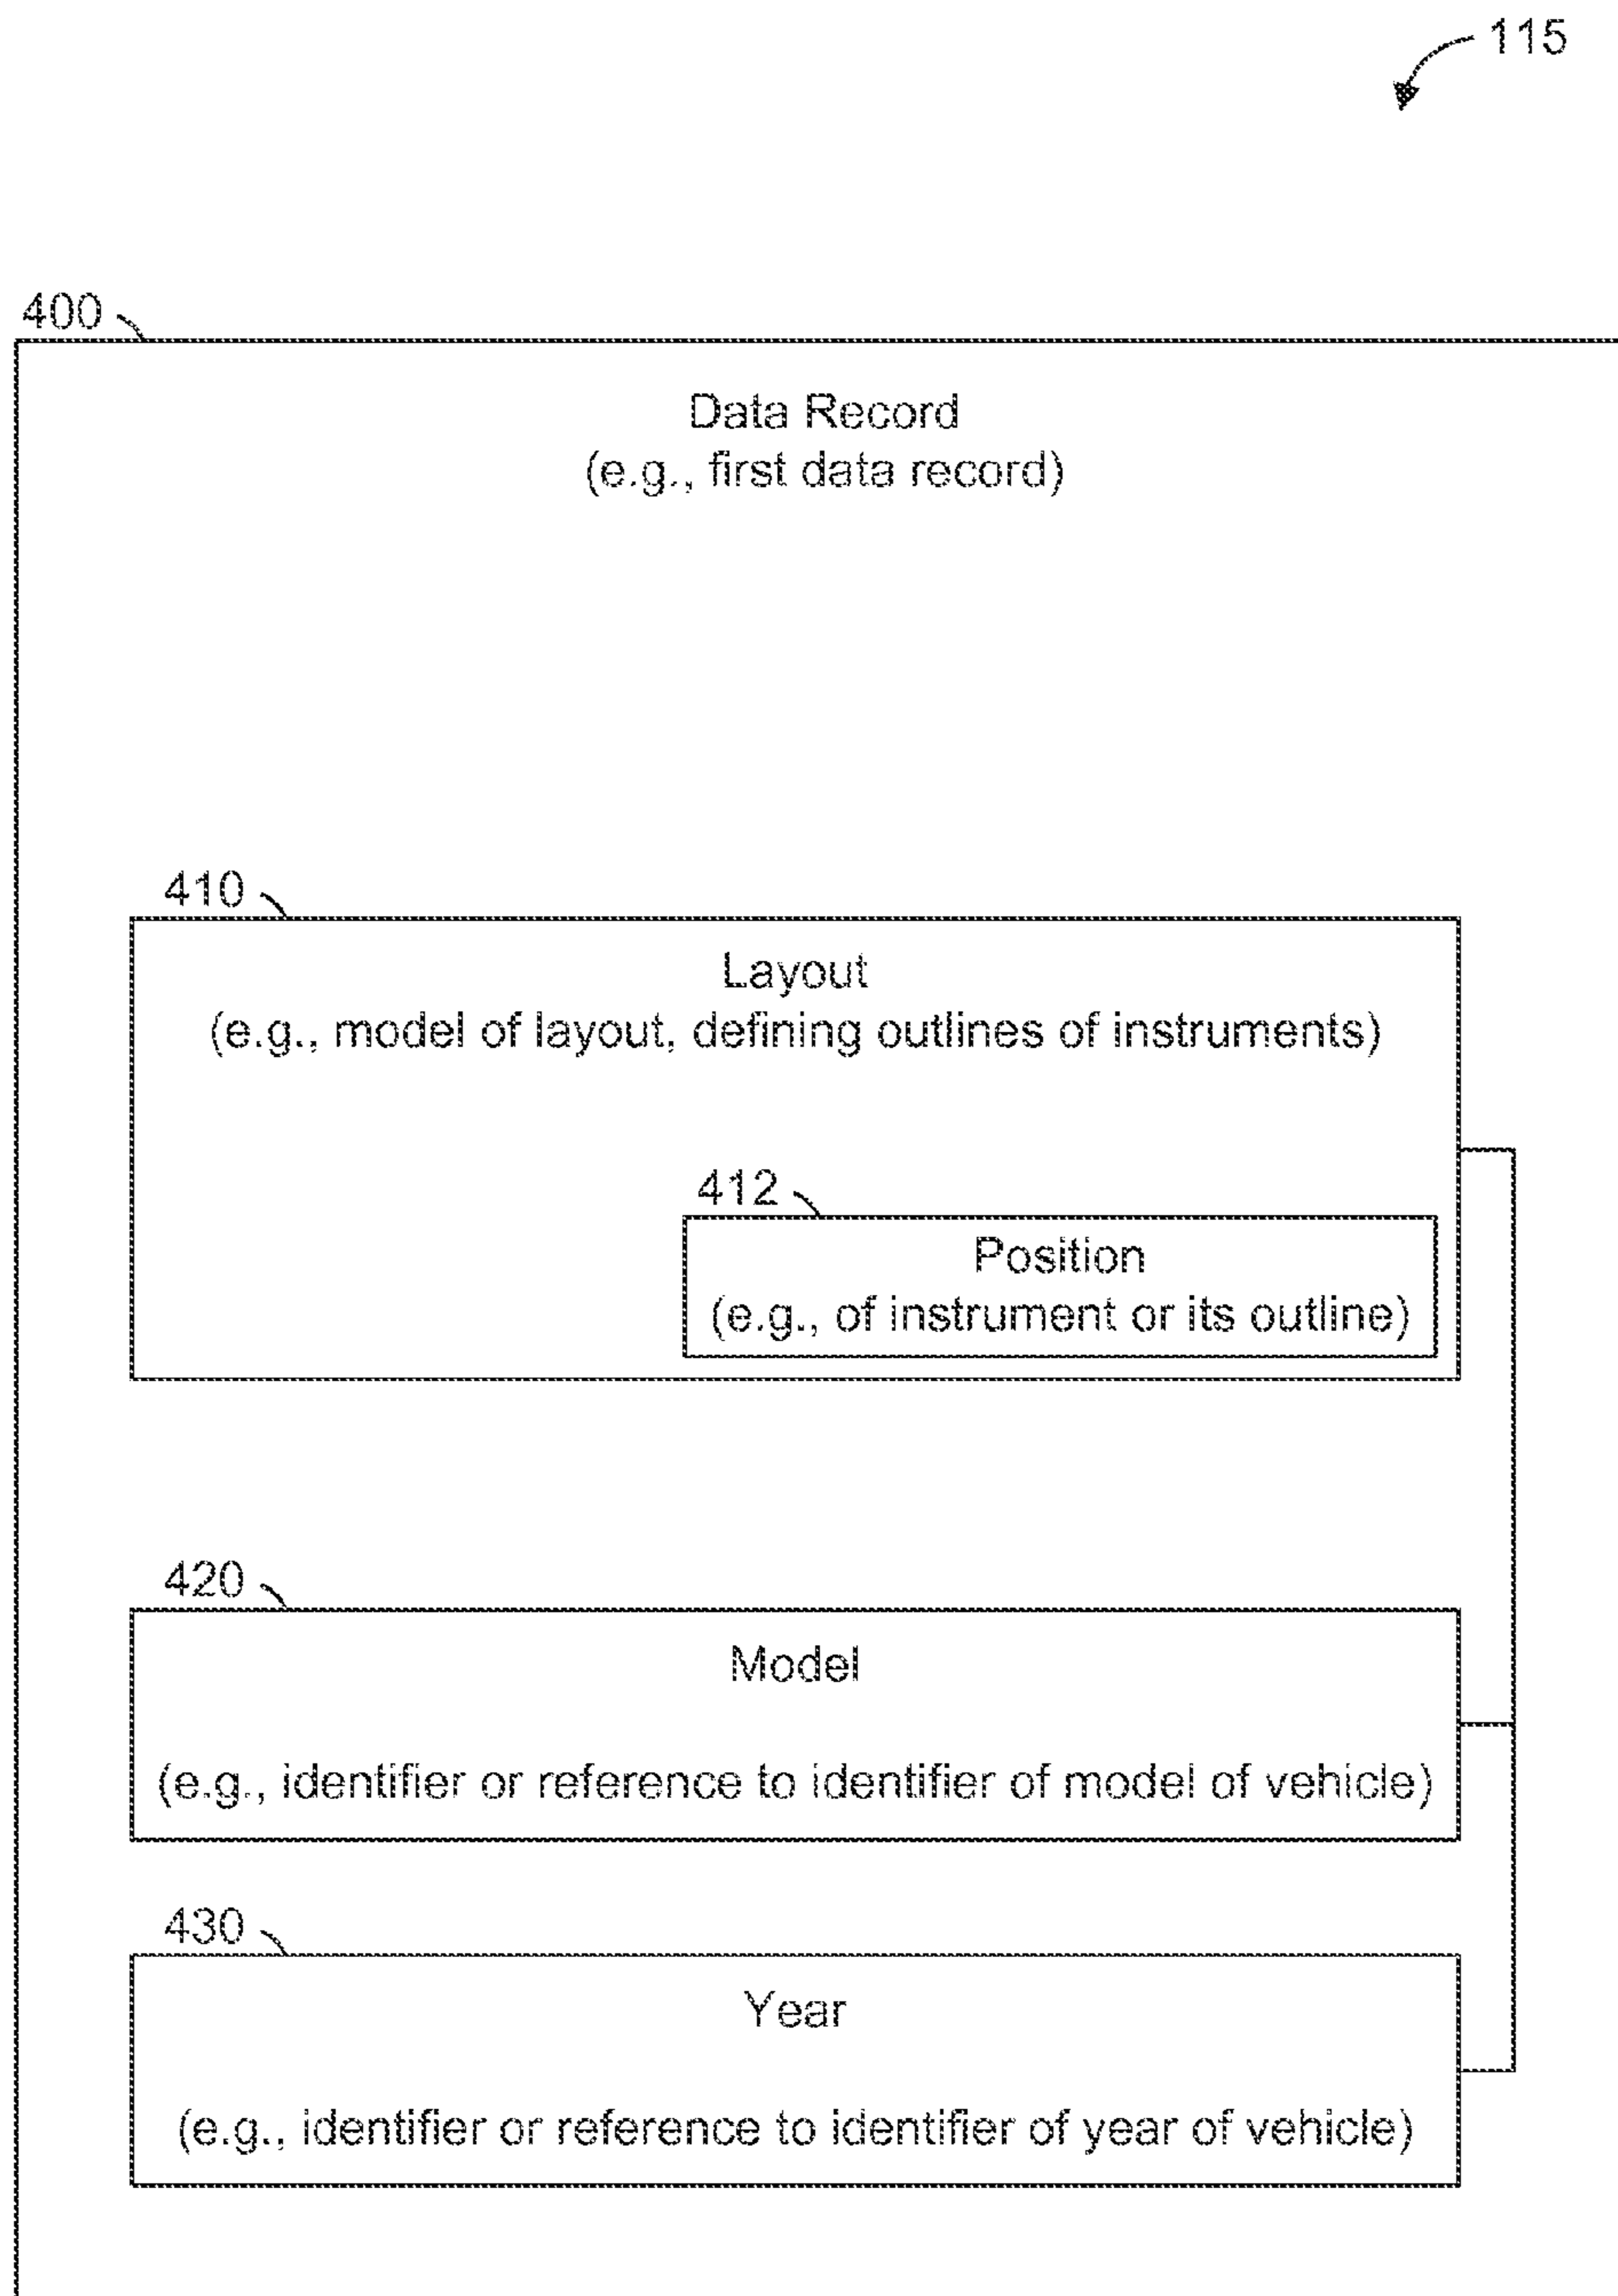 115
400
Data Record
(e.g., first data record)
410
Layout
(e.g., model of layout, defining outlines of instruments)
412
Position
(e.g., of instrument or its outline)
420
Model
(e.g., identifier or reference to identifier of model of vehicle)
430
Year
(e.g., identifier or reference to identifier of year of vehicle)